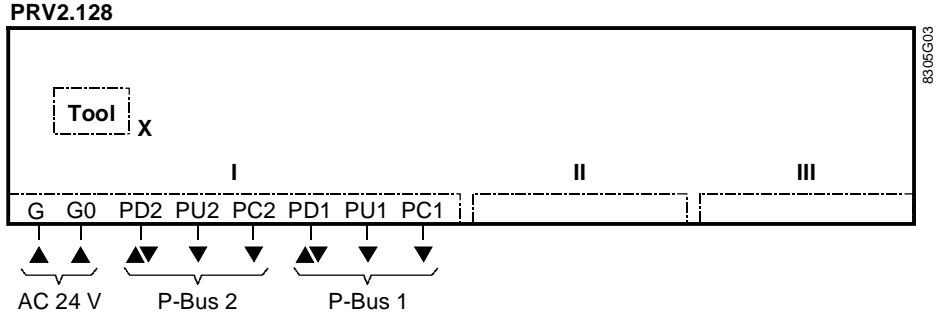 PRV2.128
8305G03
Tool
X
I II III
G G0 PD2 PU2 PC2 PD1 PU1 PC1
AC 24 V P-Bus 2 P-Bus 1